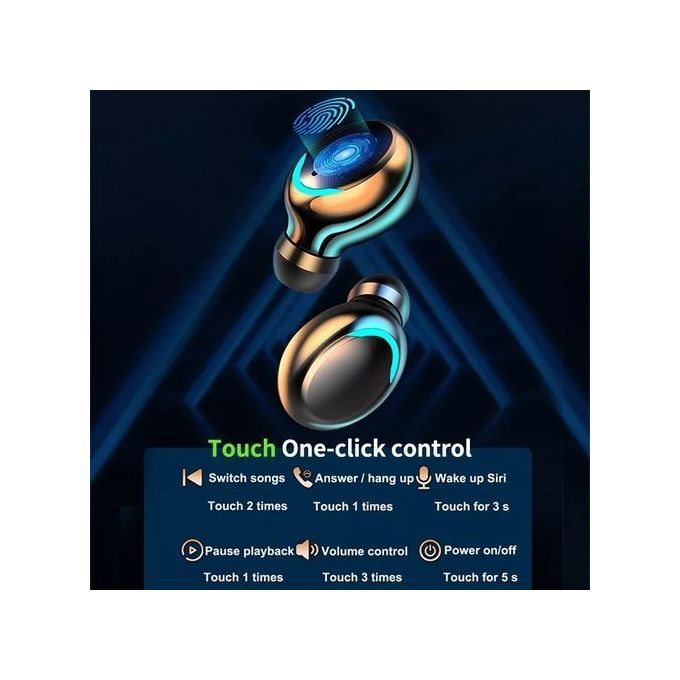 Touch One-click control
Switch songs Answer / hang up Wake up Siri
Touch 2 times Touch 1 times Touch for 3 s
Pause playback Volume control Power on/off
Touch 1 times Touch 3 times Touch for 5 s